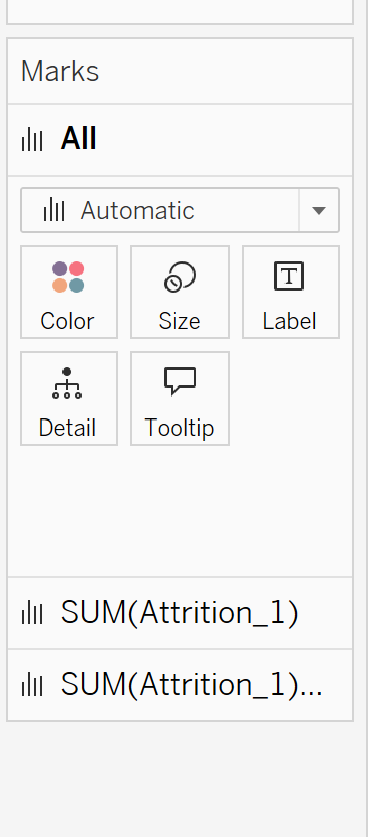 Marks
All
Automatic
Color Size Label
Detail Tooltip
SUM(Attrition_1)
SUM(Attrition_1)...